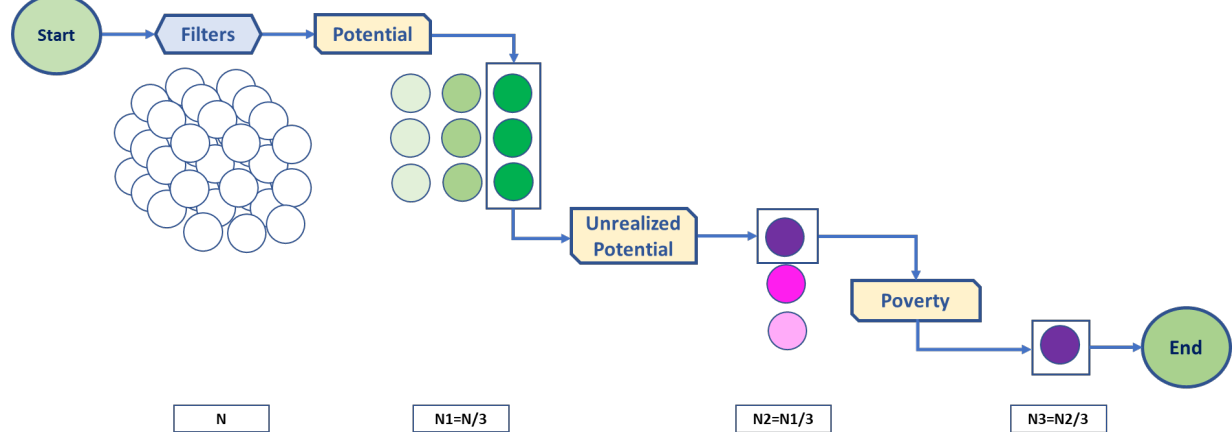 Start
Filters
Potential
Unrealized
Potential
Poverty
End
N
N1=N/3
N2=N1/3
N3=N2/3